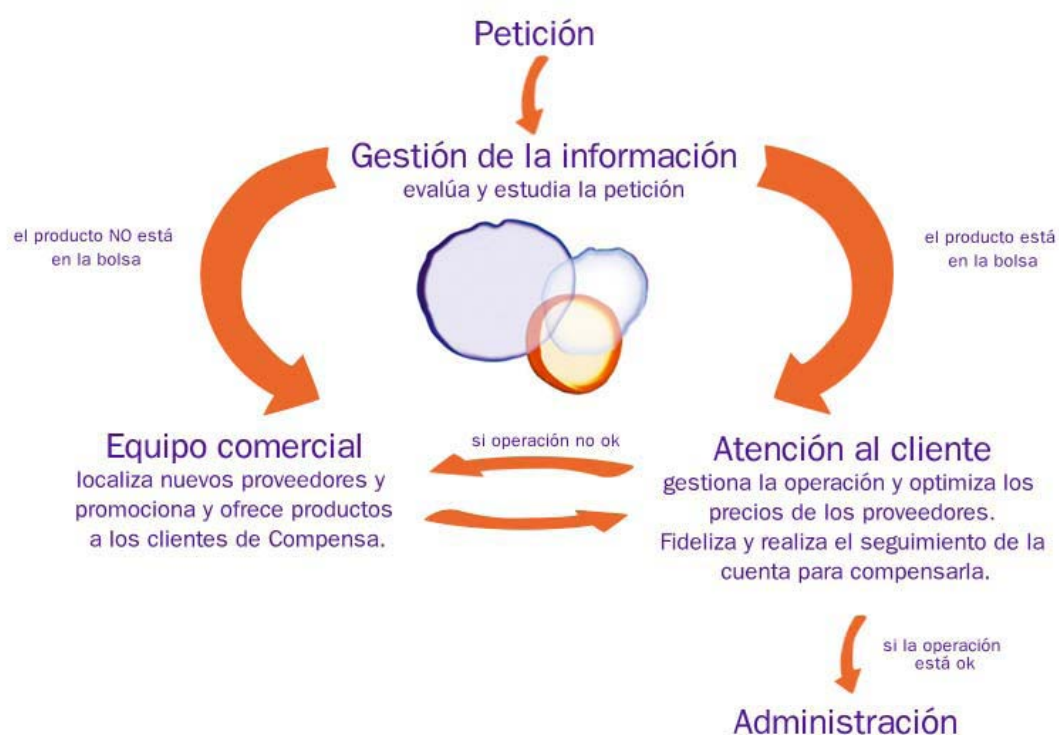 Petición
Gestión de la información
evalúa y estudia la petición
el producto NO está
en la bolsa
el producto está
en la bolsa
Equipo comercial
localiza nuevos proveedores y
promociona y ofrece productos
a los clientes de Compensa.
si operación no ok
Atención al cliente
gestiona la operación y optimiza los
precios de los proveedores.
Fideliza y realiza el seguimiento de la
cuenta para compensarla.
si la operación
está ok
Administración